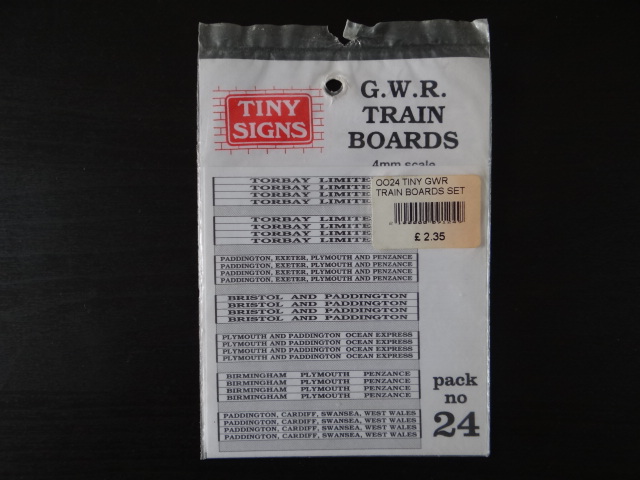 TINY
SIGNS
G.W.R.
TRAIN
BOARDS
4mm scale
OO24 TINY GWR
TRAIN BOARDS SET
£ 2.35
TORBAY LIMITE
TORBAY LIMITE
TORBAY LIMITE
TORBAY LIMITE
TORBAY LIMITE
TORBAY LIMITE
TORBAY LIMITE
TORBAY LIMITE
PADDINGTON, EXETER, PLYMOUTH AND PENZANCE
PADDINGTON, EXETER, PLYMOUTH AND PENZANCE
PADDINGTON, EXETER, PLYMOUTH AND PENZANCE
PADDINGTON, EXETER, PLYMOUTH AND PENZANCE
BRISTOL AND PADDINGTON
BRISTOL AND PADDINGTON
BRISTOL AND PADDINGTON
BRISTOL AND PADDINGTON
PLYMOUTH AND PADDINGTON OCEAN EXPRESS
PLYMOUTH AND PADDINGTON OCEAN EXPRESS
PLYMOUTH AND PADDINGTON OCEAN EXPRESS
PLYMOUTH AND PADDINGTON OCEAN EXPRESS
BIRMINGHAM PLYMOUTH PENZANCE
BIRMINGHAM PLYMOUTH PENZANCE
BIRMINGHAM PLYMOUTH PENZANCE
BIRMINGHAM PLYMOUTH PENZANCE
PADDINGTON, CARDIFF, SWANSEA, WEST WALES
PADDINGTON, CARDIFF, SWANSEA, WEST WALES
PADDINGTON, CARDIFF, SWANSEA, WEST WALES
PADDINGTON, CARDIFF, SWANSEA, WEST WALES
pack
no
24